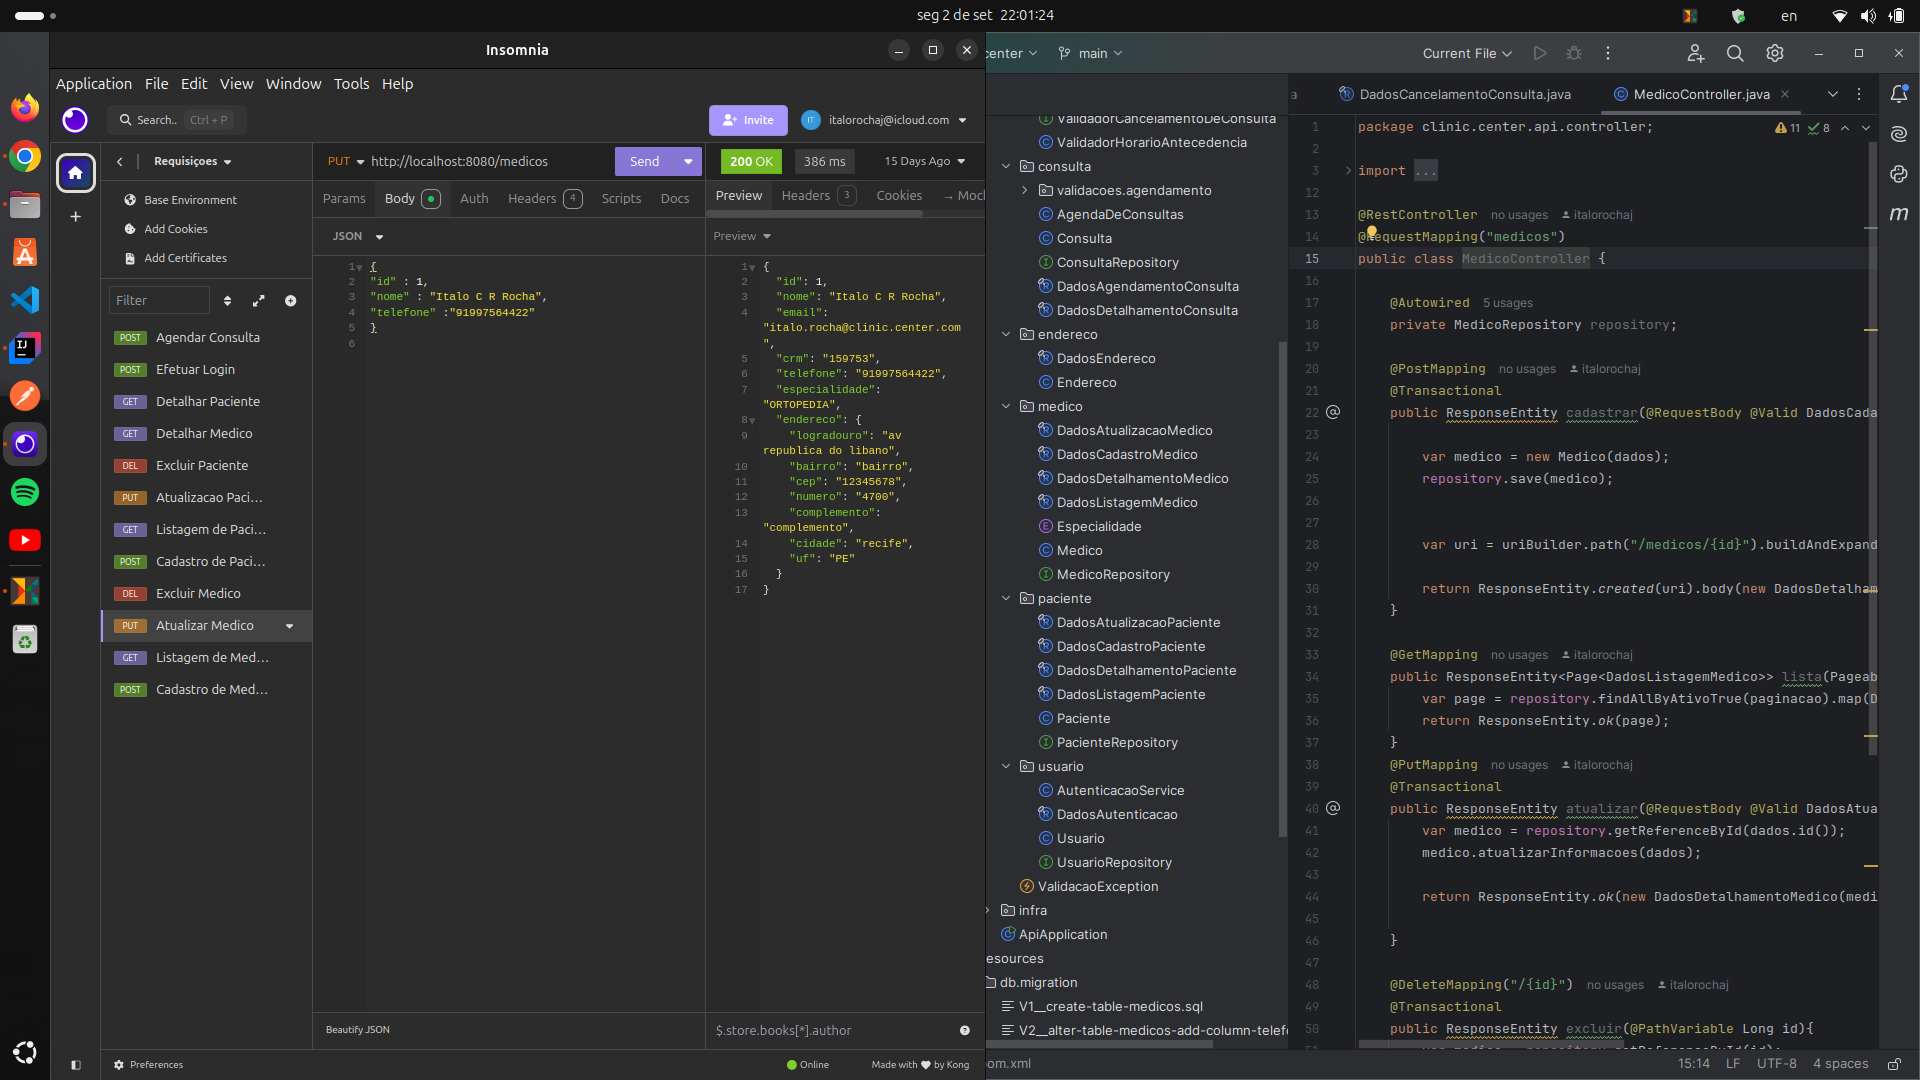 seg 2 de set 22:01:24
en
Insomnia
Application File Edit View Window Tools Help
Search.. Ctrl + P
Invite
IT
italorochaj@icloud.com
Requisiçoes
Base Environment
Add Cookies
Add Certificates
Filter
POST Agendar Consulta
POST Efetuar Login
GET Detalhar Paciente
GET Detalhar Medico
DEL Excluir Paciente
PUT Atualizacao Paci...
GET Listagem de Paci...
POST Cadastro de Paci...
DEL Excluir Medico
PUT Atualizar Medico
GET Listagem de Med...
POST Cadastro de Med...
Preferences
PUT http://localhost:8080/medicos
Send
Params Body Auth Headers 4 Scripts Docs
JSON
1 {
2 "id" : 1,
3 "nome" : "Italo C R Rocha",
4 "telefone" :"91997564422"
5 }
6
Beautify JSON
200 OK 386 ms 15 Days Ago
Preview Headers 3 Cookies → Mock
Preview
1 {
2 "id": 1,
3 "nome": "Italo C R Rocha",
4 "email":
"italo.rocha@clinic.center.com
",
5 "crm": "159753",
6 "telefone": "91997564422",
7 "especialidade":
"ORTOPEDIA",
8 "endereco": {
9 "logradouro": "av
republica do libano",
10 "bairro": "bairro",
11 "cep": "12345678",
12 "numero": "4700",
13 "complemento":
"complemento",
14 "cidade": "recife",
15 "uf": "PE"
16 }
17 }
$.store.books[*].author
Online
Made with ♥ by Kong
center main
Current File
ValidadorCancelamentoDeConsulta
ValidadorHorarioAntecedencia
consulta
validacoes.agendamento
AgendaDeConsultas
Consulta
ConsultaRepository
DadosAgendamentoConsulta
DadosDetalhamentoConsulta
endereco
DadosEndereco
Endereco
medico
DadosAtualizacaoMedico
DadosCadastroMedico
DadosDetalhamentoMedico
DadosListagemMedico
Especialidade
Medico
MedicoRepository
paciente
DadosAtualizacaoPaciente
DadosCadastroPaciente
DadosDetalhamentoPaciente
DadosListagemPaciente
Paciente
PacienteRepository
usuario
AutenticacaoService
DadosAutenticacao
Usuario
UsuarioRepository
ValidacaoException
infra
ApiApplication
esources
db.migration
V1__create-table-medicos.sql
V2__alter-table-medicos-add-column-telef
om.xml
a DadosCancelamentoConsulta.java MedicoController.java
11 8
1 package clinic.center.api.controller;
2
3 import ...
12
13 @RestController no usages italorochaj
14 @RequestMapping("medicos")
15 public class MedicoController {
16
17 @Autowired 5 usages
18 private MedicoRepository repository;
19
20 @PostMapping no usages italorochaj
21 @Transactional
22 public ResponseEntity cadastrar(@RequestBody @Valid DadosCada
23
24 var medico = new Medico(dados);
25 repository.save(medico);
26
27
28 var uri = uriBuilder.path("/medicos/{id}").buildAndExpand
29
30 return ResponseEntity.created(uri).body(new DadosDetalham
31 }
32
33 @GetMapping no usages italorochaj
34 public ResponseEntity<Page<DadosListagemMedico>> lista(Pageab
35 var page = repository.findAllByAtivoTrue(paginacao).map(D
36 return ResponseEntity.ok(page);
37 }
38 @PutMapping no usages italorochaj
39 @Transactional
40 public ResponseEntity atualizar(@RequestBody @Valid DadosAtua
41 var medico = repository.getReferenceById(dados.id());
42 medico.atualizarInformacoes(dados);
43
44 return ResponseEntity.ok(new DadosDetalhamentoMedico(medi
45
46 }
47
48 @DeleteMapping("/{id}") no usages italorochaj
49 @Transactional
50 public ResponseEntity excluir(@PathVariable Long id){
15:14 LF UTF-8 4 spaces